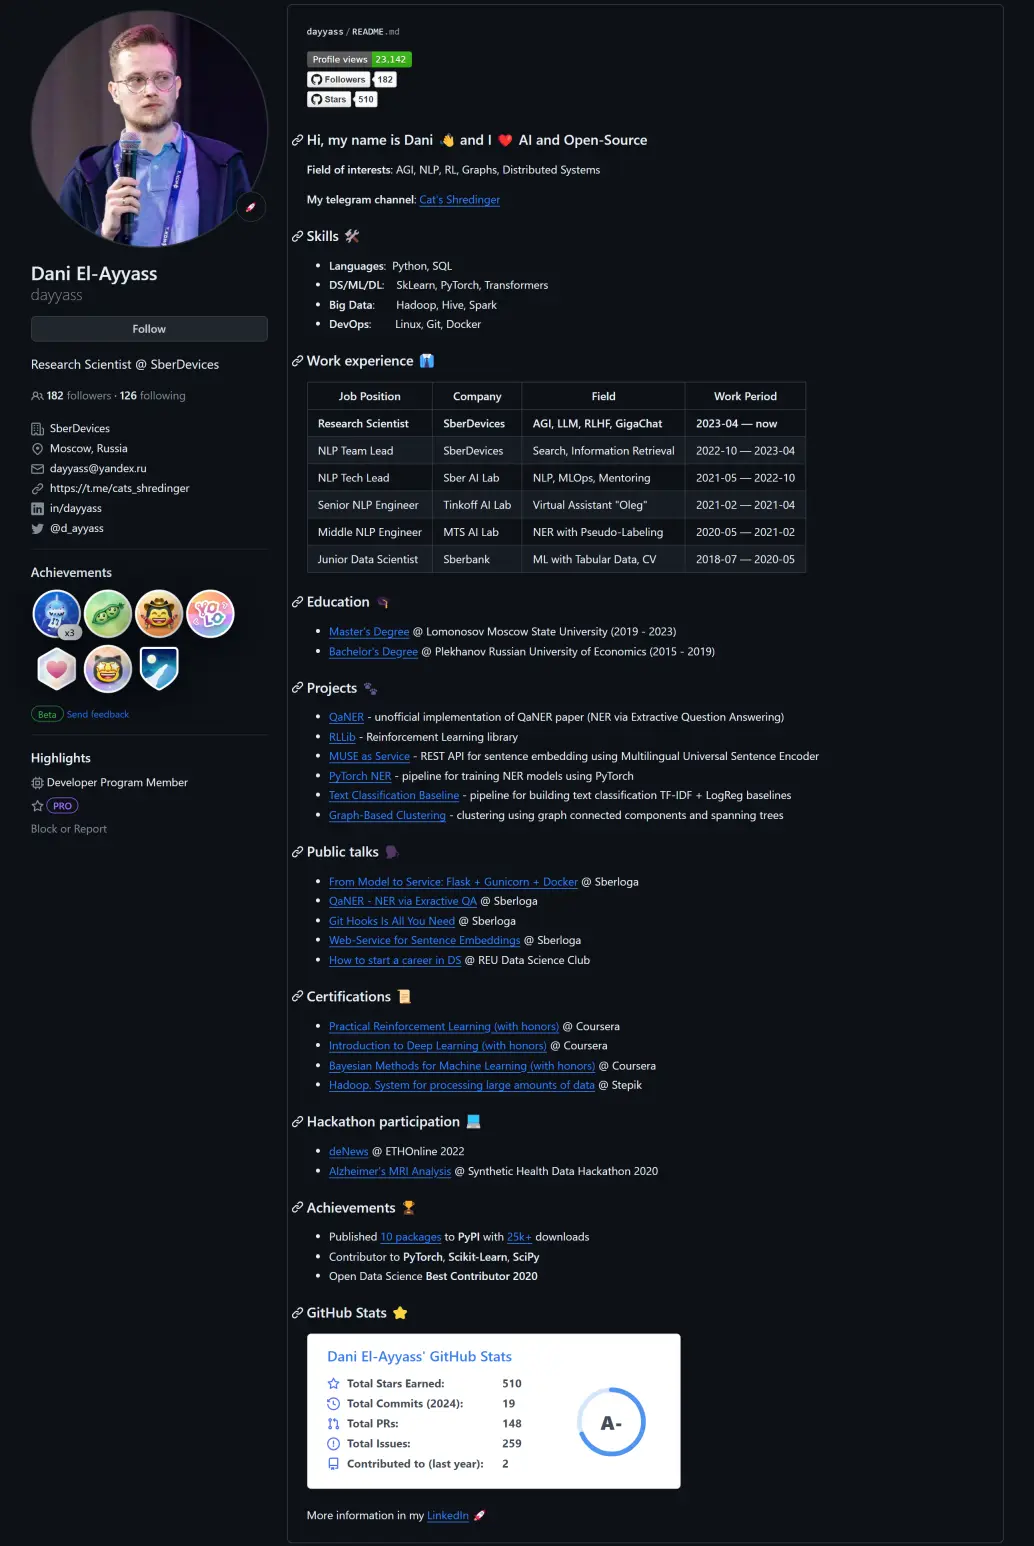 Dani El-Ayyass
dayyass
Follow
Research Scientist @ SberDevices
182 followers · 126 following
SberDevices
Moscow, Russia
dayyass@yandex.ru
https://t.me/cats_shredinger
in/dayyass
@d_ayyass
Achievements
x3
YOLO
Beta Send feedback
Highlights
Developer Program Member
PRO
Block or Report
dayyass/README.md
Profile views 23,142
Followers 182
Stars 510
Hi, my name is Dani 👋 and I ❤️ AI and Open-Source
Field of interests: AGI, NLP, RL, Graphs, Distributed Systems
My telegram channel: Cat's Shredinger
Skills 🛠
• Languages: Python, SQL
• DS/ML/DL: SkLearn, PyTorch, Transformers
• Big Data: Hadoop, Hive, Spark
• DevOps: Linux, Git, Docker
Work experience 👔
Job Position Company Field Work Period
Research Scientist SberDevices AGI, LLM, RLHF, GigaChat 2023-04 — now
NLP Team Lead SberDevices Search, Information Retrieval 2022-10 — 2023-04
NLP Tech Lead Sber AI Lab NLP, MLOps, Mentoring 2021-05 — 2022-10
Senior NLP Engineer Tinkoff AI Lab Virtual Assistant "Oleg" 2021-02 — 2021-04
Middle NLP Engineer MTS AI Lab NER with Pseudo-Labeling 2020-05 — 2021-02
Junior Data Scientist Sberbank ML with Tabular Data, CV 2018-07 — 2020-05
Education 🎓
• Master's Degree @ Lomonosov Moscow State University (2019 - 2023)
• Bachelor's Degree @ Plekhanov Russian University of Economics (2015 - 2019)
Projects 🐾
• QaNER - unofficial implementation of QaNER paper (NER via Extractive Question Answering)
• RLLib - Reinforcement Learning library
• MUSE as Service - REST API for sentence embedding using Multilingual Universal Sentence Encoder
• PyTorch NER - pipeline for training NER models using PyTorch
• Text Classification Baseline - pipeline for building text classification TF-IDF + LogReg baselines
• Graph-Based Clustering - clustering using graph connected components and spanning trees
Public talks 🗣
• From Model to Service: Flask + Gunicorn + Docker @ Sberloga
• QaNER - NER via Exractive QA @ Sberloga
• Git Hooks Is All You Need @ Sberloga
• Web-Service for Sentence Embeddings @ Sberloga
• How to start a career in DS @ REU Data Science Club
Certifications 📜
• Practical Reinforcement Learning (with honors) @ Coursera
• Introduction to Deep Learning (with honors) @ Coursera
• Bayesian Methods for Machine Learning (with honors) @ Coursera
• Hadoop. System for processing large amounts of data @ Stepik
Hackathon participation 💻
• deNews @ ETHOnline 2022
• Alzheimer's MRI Analysis @ Synthetic Health Data Hackathon 2020
Achievements 🏆
• Published 10 packages to PyPI with 25k+ downloads
• Contributor to PyTorch, Scikit-Learn, SciPy
• Open Data Science Best Contributor 2020
GitHub Stats ⭐
Dani El-Ayyass' GitHub Stats
Total Stars Earned: 510
Total Commits (2024): 19
Total PRs: 148
Total Issues: 259
Contributed to (last year): 2
A-
More information in my LinkedIn 🚀